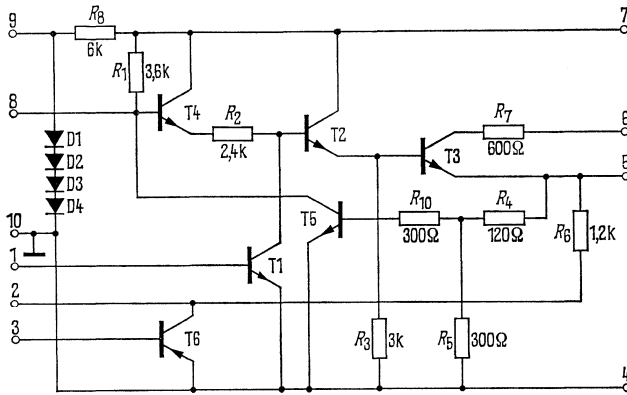 9
R8
6k
7
R1
3,6k
8
T4
R2
2,4k
T2
T3
R7
600Ω
6
5
D1
D2
D3
D4
10
T5
R10
300Ω
R4
120Ω
R6
1,2k
1
T1
2
3
T6
R3
3k
R5
300Ω
4